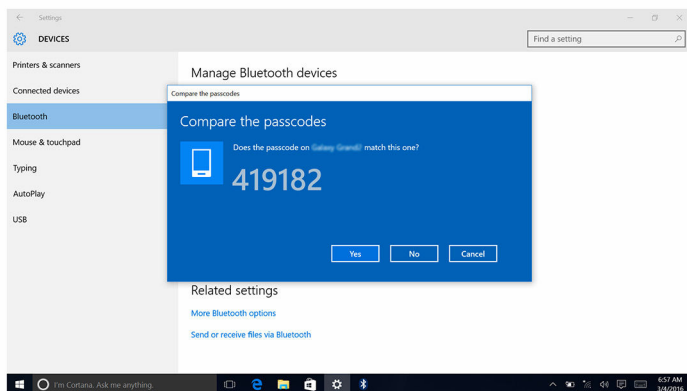 Settings
DEVICES
Find a setting
Printers & scanners
Connected devices
Bluetooth
Mouse & touchpad
Typing
AutoPlay
USB
Manage Bluetooth devices
Compare the passcodes
Compare the passcodes
Does the passcode on Galaxy Grand2 match this one?
419182
Yes No Cancel
Related settings
More Bluetooth options
Send or receive files via Bluetooth
I'm Cortana. Ask me anything.
6:57 AM
3/4/2016